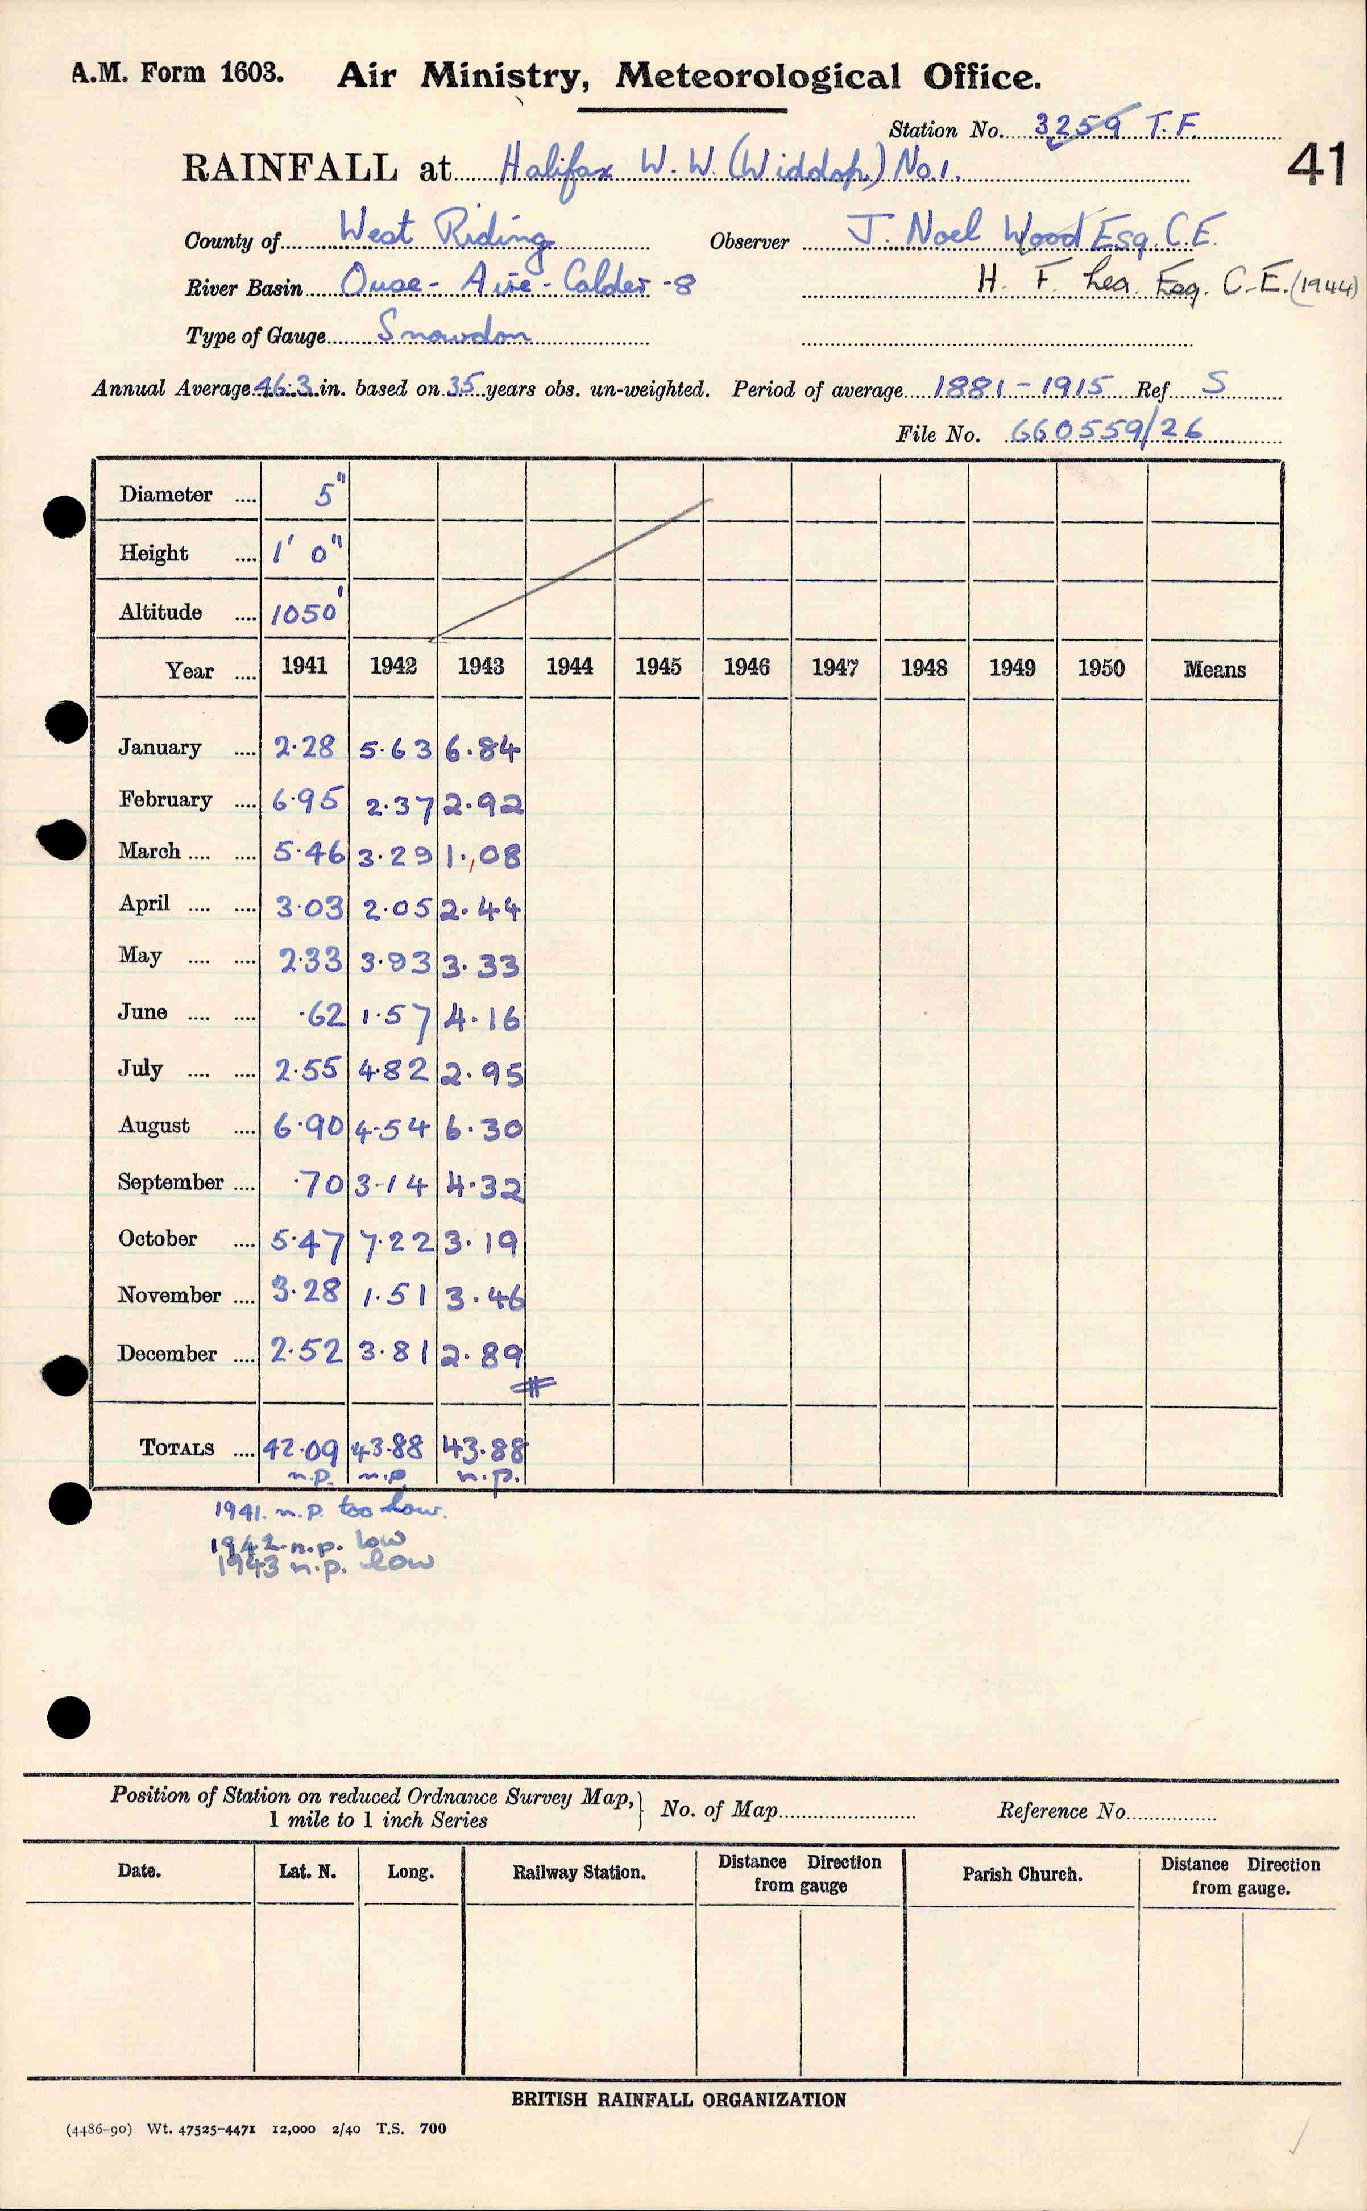 A.M. Form 1603. Air Ministry, Meteorological Office.
Station No. 3259 T.F.
41
RAINFALL at Halifax W. W. (Widdop.) No.1.
County of West Riding Observer J. Noel Wood Esq. C.E.
River Basin Ouse - Aire - Calder - 8 H. F. Lea Esq. C.E. (1944)
Type of Gauge Snowdon
Annual Average 46.3 in. based on 35 years obs. un-weighted. Period of average 1881-1915 Ref S
File No. 660559/26
Diameter .... 5"
Height .... 1' 0"
Altitude .... 1050'
Year .... 1941 1942 1943 1944 1945 1946 1947 1948 1949 1950 Means
January .... 2.28 5.63 6.84
February .... 6.95 2.37 2.92
March .... .... 5.46 3.29 1.08
April .... .... 3.03 2.05 2.44
May .... .... 2.33 3.93 3.33
June .... .... .62 1.57 4.16
July .... .... 2.55 4.82 2.95
August .... 6.90 4.54 6.30
September .... .70 3.14 4.32
October .... 5.47 7.22 3.19
November .... 3.28 1.51 3.46
December .... 2.52 3.81 2.89
#
TOTALS .... 42.09 43.88 43.88
n.p. n.p n.p.
1941. n.p. too low.
1942 n.p. low
1943 n.p. low
Position of Station on reduced Ordnance Survey Map, } No. of Map Reference No.
1 mile to 1 inch Series
Date. Lat. N. Long. Railway Station. Distance Direction from gauge Parish Church. Distance Direction from gauge.
BRITISH RAINFALL ORGANIZATION
(4486-90) Wt. 47525-4471 12,000 2/40 T.S. 700